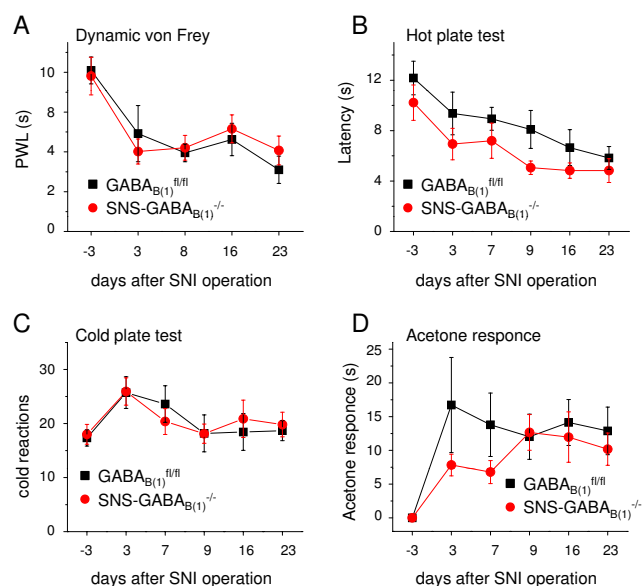 A
Dynamic von Frey
PWL (s)
10
8
6
4
2
0
GABAB(1)fl/fl
SNS-GABAB(1)-/-
-3 3 8 16 23
days after SNI operation
B
Hot plate test
Latency (s)
12
8
4
0
GABAB(1)fl/fl
SNS-GABAB(1)-/-
-3 3 7 9 16 23
days after SNI operation
C
Cold plate test
cold reactions
30
20
10
0
GABAB(1)fl/fl
SNS-GABAB(1)-/-
-3 3 7 9 16 23
days after SNI operation
D
Acetone responce
Acetone responce (s)
25
20
15
10
5
0
GABAB(1)fl/fl
SNS-GABAB(1)-/-
-3 3 7 9 16 23
days after SNI operation